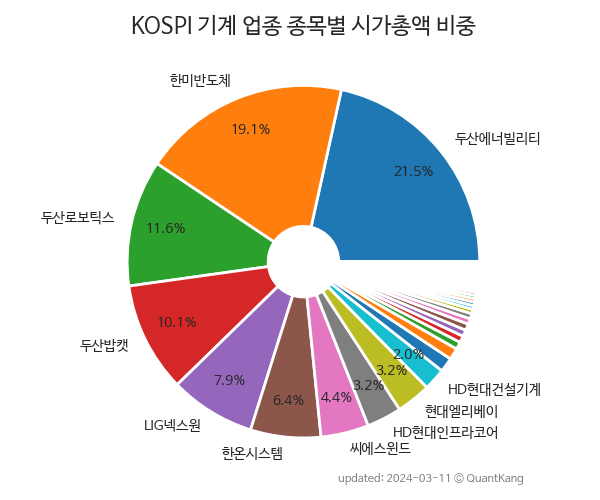 KOSPI 기계 업종 종목별 시가총액 비중
한미반도체
19.1%
두산에너빌리티
21.5%
두산로보틱스
11.6%
두산밥캣
10.1%
LIG넥스원
7.9%
한온시스템
6.4%
씨에스윈드
4.4%
HD현대인프라코어
3.2%
현대엘리베이
3.2%
HD현대건설기계
2.0%
updated: 2024-03-11 © QuantKang